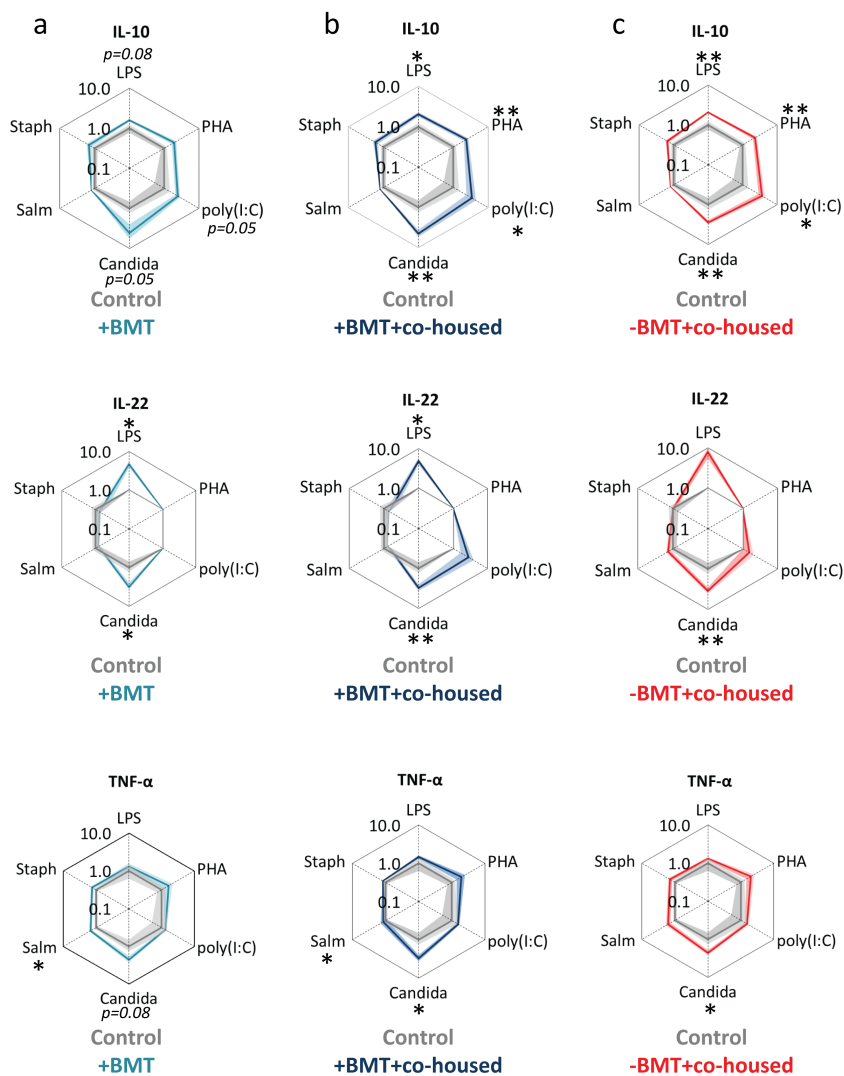 a
b
c
IL-10
p=0.08
LPS
10.0
Staph
1.0
PHA
0.1
Salm
poly(I:C)
p=0.05
Candida
p=0.05
Control
+BMT
IL-10
*
LPS
10.0
**
1.0
PHA
0.1
Salm
poly(I:C)
*
Staph
Candida
**
Control
+BMT+co-housed
IL-10
**
LPS
10.0
**
Staph
1.0
PHA
0.1
Salm
poly(I:C)
*
Candida
**
Control
-BMT+co-housed
IL-22
*
LPS
10.0
Staph
1.0
PHA
0.1
Salm
poly(I:C)
Candida
*
Control
+BMT
IL-22
*
LPS
10.0
Staph
1.0
PHA
0.1
Salm
poly(I:C)
Candida
**
Control
+BMT+co-housed
IL-22
LPS
10.0
Staph
1.0
PHA
0.1
Salm
poly(I:C)
Candida
**
Control
-BMT+co-housed
TNF-α
LPS
10.0
Staph
1.0
PHA
0.1
Salm
*
poly(I:C)
Candida
p=0.08
Control
+BMT
TNF-α
LPS
10.0
Staph
1.0
PHA
0.1
Salm
*
poly(I:C)
Candida
*
Control
+BMT+co-housed
TNF-α
LPS
10.0
Staph
1.0
PHA
0.1
Salm
poly(I:C)
Candida
*
Control
-BMT+co-housed